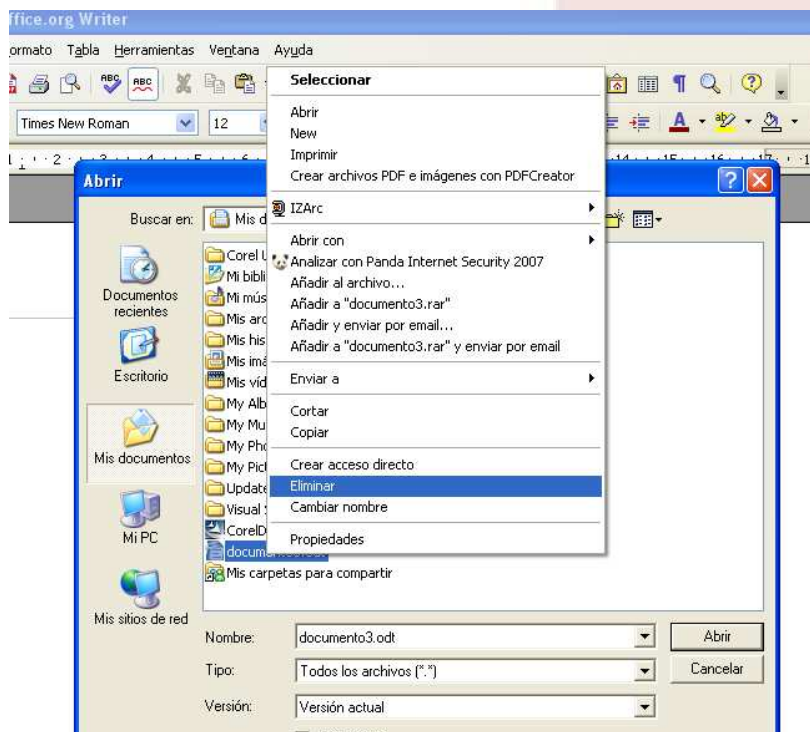 ffice.org Writer
ormato Tabla Herramientas Ventana Ayuda
ABC ABC
Times New Roman 12
Abrir
Buscar en: Mis d
Documentos recientes
Escritorio
Mis documentos
Mi PC
Mis sitios de red
Corel
Mi bibli
Mi mús
Mis arc
Mis his
Mis imá
Mis víd
My Alb
My Mu
My Pho
My Pict
Update
Visual
CorelD
docum
Mis carpetas para compartir
Seleccionar
Abrir
New
Imprimir
Crear archivos PDF e imágenes con PDFCreator
IZArc
Abrir con
Analizar con Panda Internet Security 2007
Añadir al archivo...
Añadir a "documento3.rar"
Añadir y enviar por email...
Añadir a "documento3.rar" y enviar por email
Enviar a
Cortar
Copiar
Crear acceso directo
Eliminar
Cambiar nombre
Propiedades
Nombre: documento3.odt Abrir
Tipo: Todos los archivos (*.*) Cancelar
Versión: Versión actual